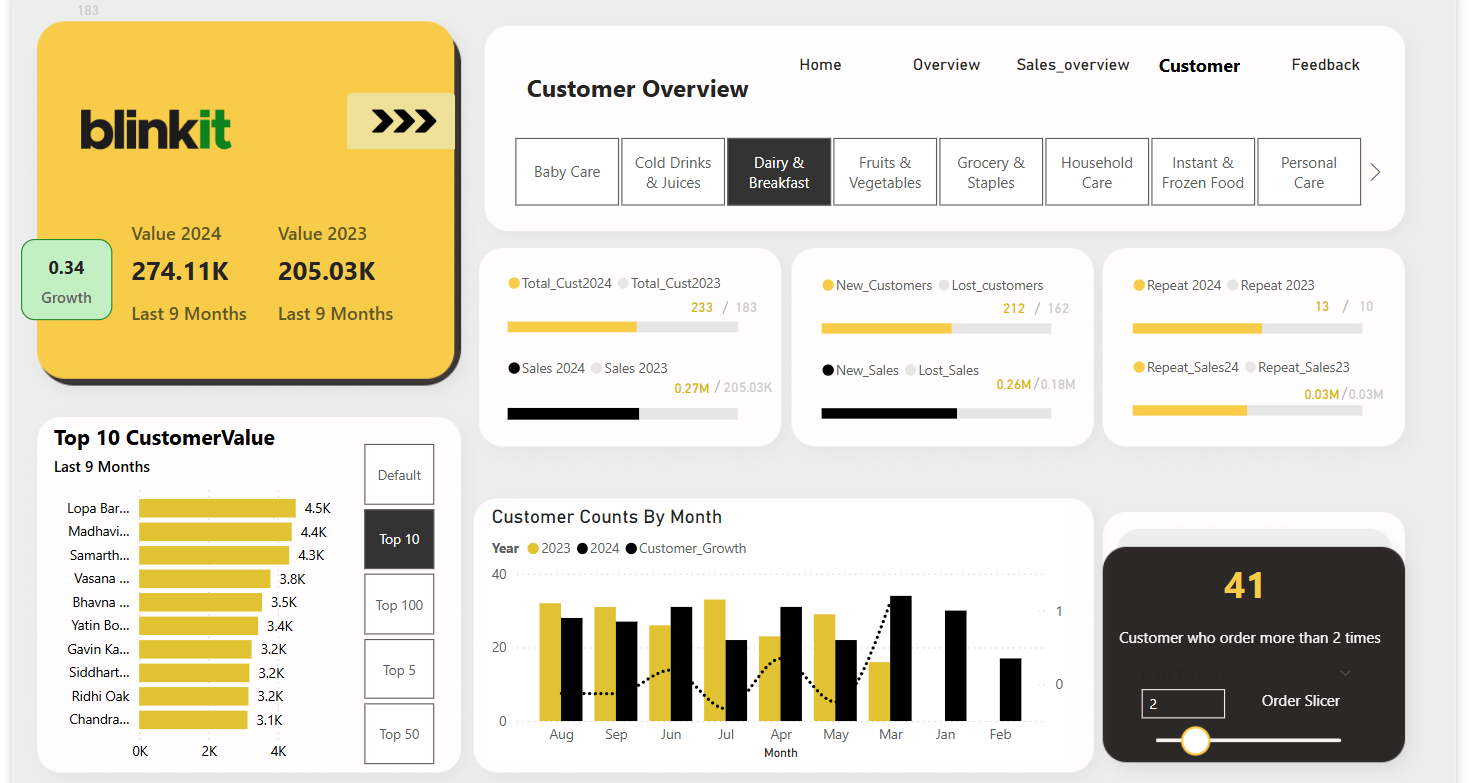 183
blinkit
Value 2024
Value 2023
274.11K
205.03K
Last 9 Months
Last 9 Months
0.34
Growth
Home
Overview
Sales_overview
Customer
Feedback
Customer Overview
Baby Care
Cold Drinks
& Juices
Dairy &
Breakfast
Fruits &
Vegetables
Grocery &
Staples
Household
Care
Instant &
Frozen Food
Personal
Care
Total_Cust2024 Total_Cust2023
233 / 183
Sales 2024 Sales 2023
0.27M / 205.03K
New_Customers Lost_customers
212 / 162
New_Sales Lost_Sales
0.26M / 0.18M
Repeat 2024 Repeat 2023
13 / 10
Repeat_Sales24 Repeat_Sales23
0.03M / 0.03M
Top 10 CustomerValue
Last 9 Months
Lopa Bar... 4.5K
Madhavi... 4.4K
Samarth... 4.3K
Vasana ... 3.8K
Bhavna ... 3.5K
Yatin Bo... 3.4K
Gavin Ka... 3.2K
Siddhart... 3.2K
Ridhi Oak 3.2K
Chandra... 3.1K
0K 2K 4K
Default
Top 10
Top 100
Top 5
Top 50
Customer Counts By Month
Year 2023 2024 Customer_Growth
40
20
0
1
0
Aug Sep Jun Jul Apr May Mar Jan Feb
Month
41
Customer who order more than 2 times
2
Order Slicer